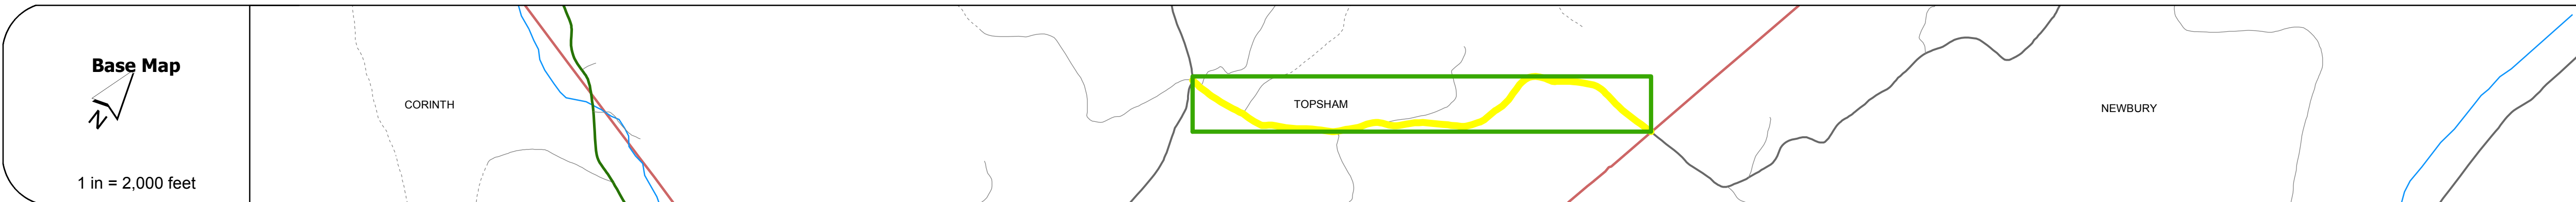 Base Map
N
1 in = 2,000 feet
CORINTH
TOPSHAM
NEWBURY